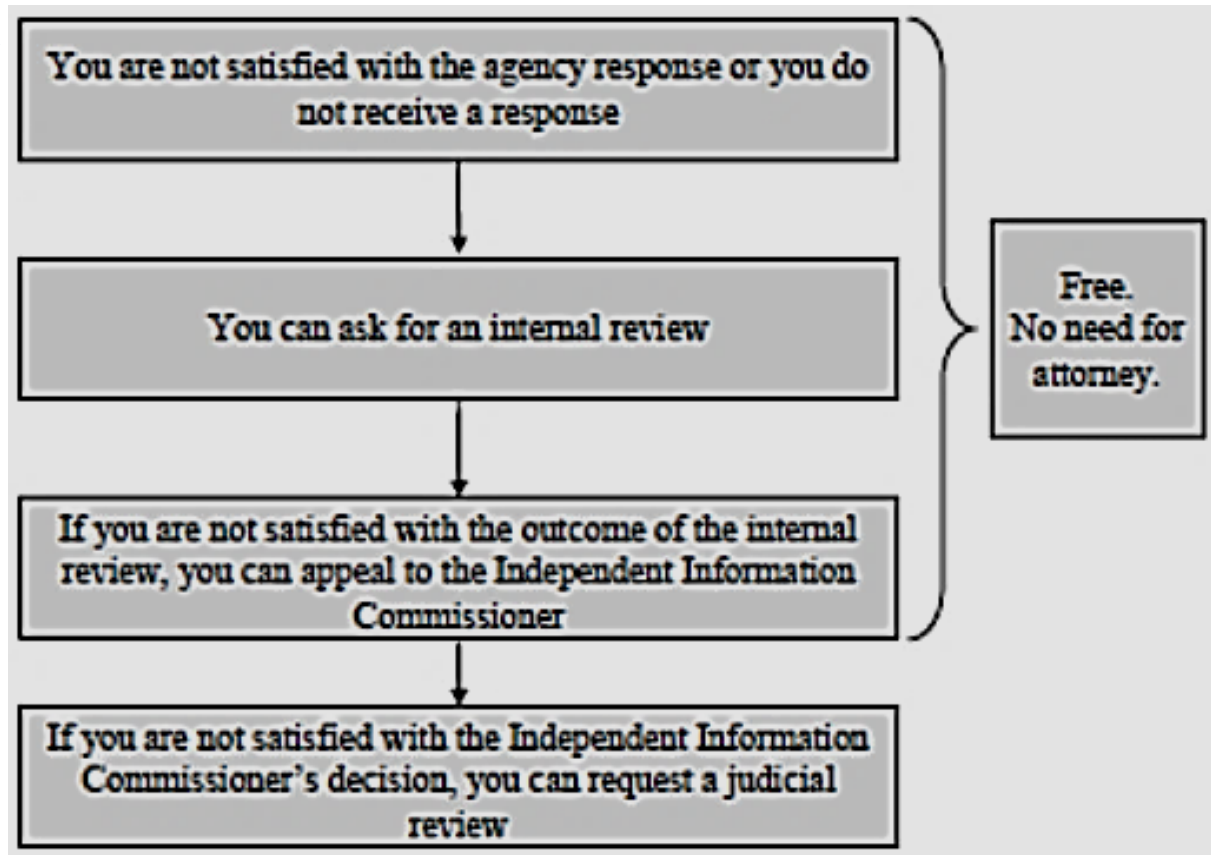 You are not satisfied with the agency response or you do
not receive a response
You can ask for an internal review
Free.
No need for
attorney.
If you are not satisfied with the outcome of the internal
review, you can appeal to the Independent Information
Commissioner
If you are not satisfied with the Independent Information
Commissioner's decision, you can request a judicial
review